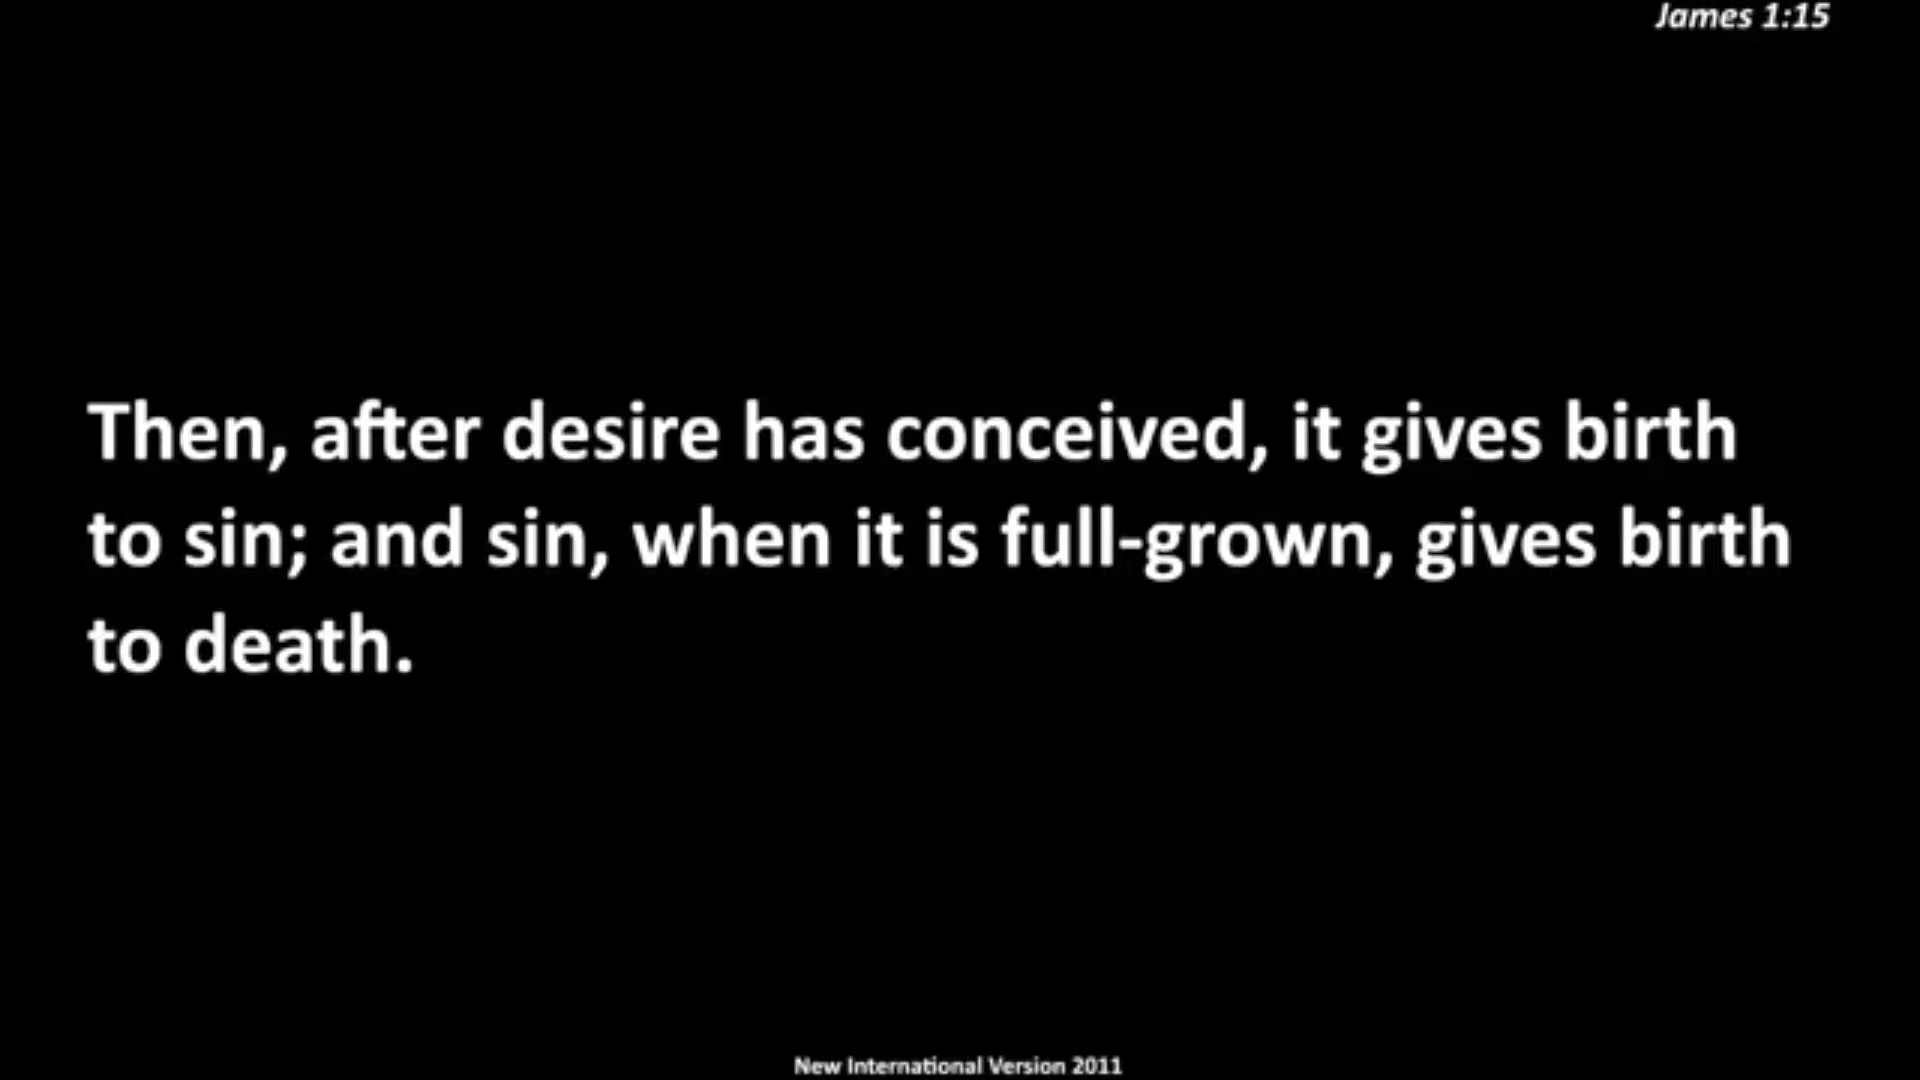 James 1:15
Then, after desire has conceived, it gives birth
to sin; and sin, when it is full-grown, gives birth
to death.
New International Version 2011